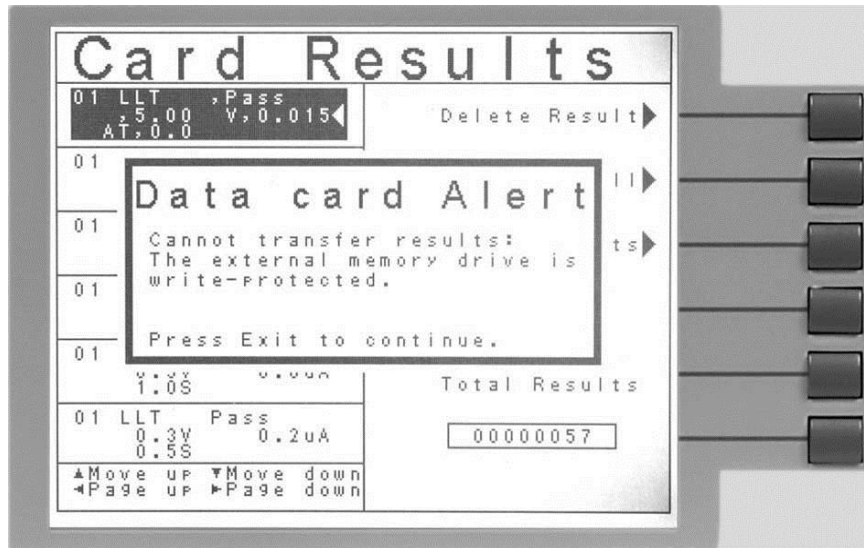 Card Results
01 LLT ,Pass
,5.00 V,0.015
AT,0.0
Delete Result
01
ll
01
ts
01
01
Data card Alert
Cannot transfer results:
The external memory drive is
write-protected.
Press Exit to continue.
1.0S
Total Results
01 LLT Pass
0.3V 0.2uA
0.5S
00000057
▲Move up ▼Move down
◄Page up ►Page down